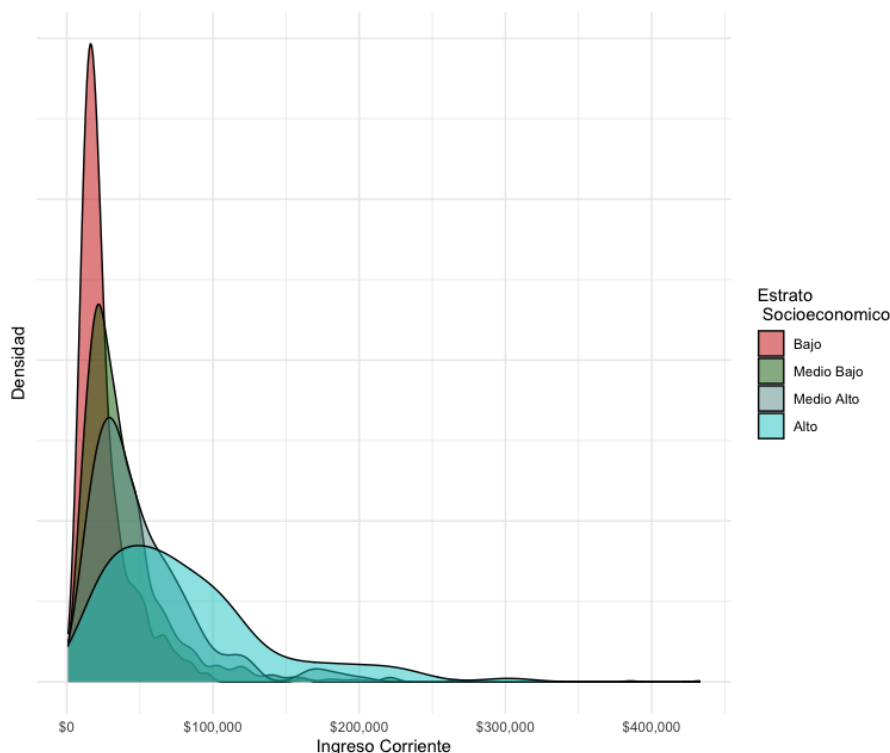 Densidad
$0
$100,000
$200,000
$300,000
$400,000
Ingreso Corriente
Estrato
Socioeconomico
Bajo
Medio Bajo
Medio Alto
Alto